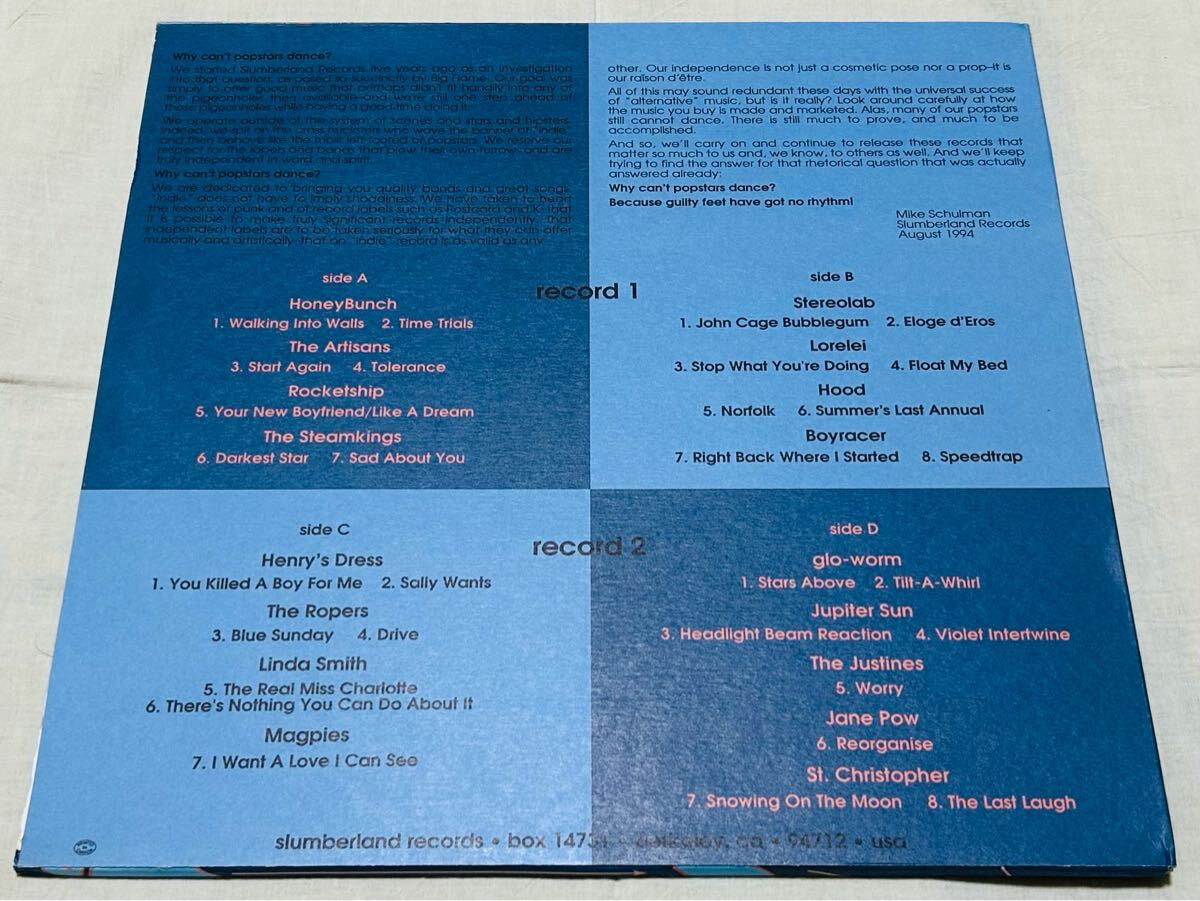 Why can't popstars dance?
We started Slumberland Records five years ago as an investigation
into that question, as posed so succinctly by Big Flame. Our goal was
simply to offer good music that perhaps didn't fit handily into any of
the pigeonholes then available–and we're still one step ahead of
those pigeonholes while having a good time doing it.
We operate outside of the system of scenes and stars and hipsters.
Indeed, we spit on the crass hucksters who wave the banner of "indie"
and then behave like the most left-footed of popstars. We reserve our
respect for the labels and bands that plow their own furrow and are
truly independent in word and spirit.
Why can't popstars dance?
We are dedicated to bringing you quality bands and great songs.
"Indie" does not have to imply shoddiness. We have taken to heart
the lessons of punk and of record labels such as Postcard and K: that
it is possible to make truly significant records independently. That
independent labels are to be taken seriously for what they can offer
musically and artistically–that an "indie" record is as valid as any
other. Our independence is not just a cosmetic pose nor a prop–it is
our raison d'être.
All of this may sound redundant these days with the universal success
of "alternative" music, but is it really? Look around carefully at how
the music you buy is made and marketed. Alas, many of our popstars
still cannot dance. There is still much to prove, and much to be
accomplished.
And so, we'll carry on and continue to release these records that
matter so much to us and, we know, to others as well. And we'll keep
trying to find the answer for that rhetorical question that was actually
answered already:
Why can't popstars dance?
Because guilty feet have got no rhythm!
Mike Schulman
Slumberland Records
August 1994
record 1
side A
HoneyBunch
1. Walking Into Walls 2. Time Trials
The Artisans
3. Start Again 4. Tolerance
Rocketship
5. Your New Boyfriend/Like A Dream
The Steamkings
6. Darkest Star 7. Sad About You
side B
Stereolab
1. John Cage Bubblegum 2. Eloge d'Eros
Lorelei
3. Stop What You're Doing 4. Float My Bed
Hood
5. Norfolk 6. Summer's Last Annual
Boyracer
7. Right Back Where I Started 8. Speedtrap
record 2
side C
Henry's Dress
1. You Killed A Boy For Me 2. Sally Wants
The Ropers
3. Blue Sunday 4. Drive
Linda Smith
5. The Real Miss Charlotte
6. There's Nothing You Can Do About It
Magpies
7. I Want A Love I Can See
side D
glo-worm
1. Stars Above 2. Tilt-A-Whirl
Jupiter Sun
3. Headlight Beam Reaction 4. Violet Intertwine
The Justines
5. Worry
Jane Pow
6. Reorganise
St. Christopher
7. Snowing On The Moon 8. The Last Laugh
slumberland records • box 14731 • berkeley, ca • 94712 • usa